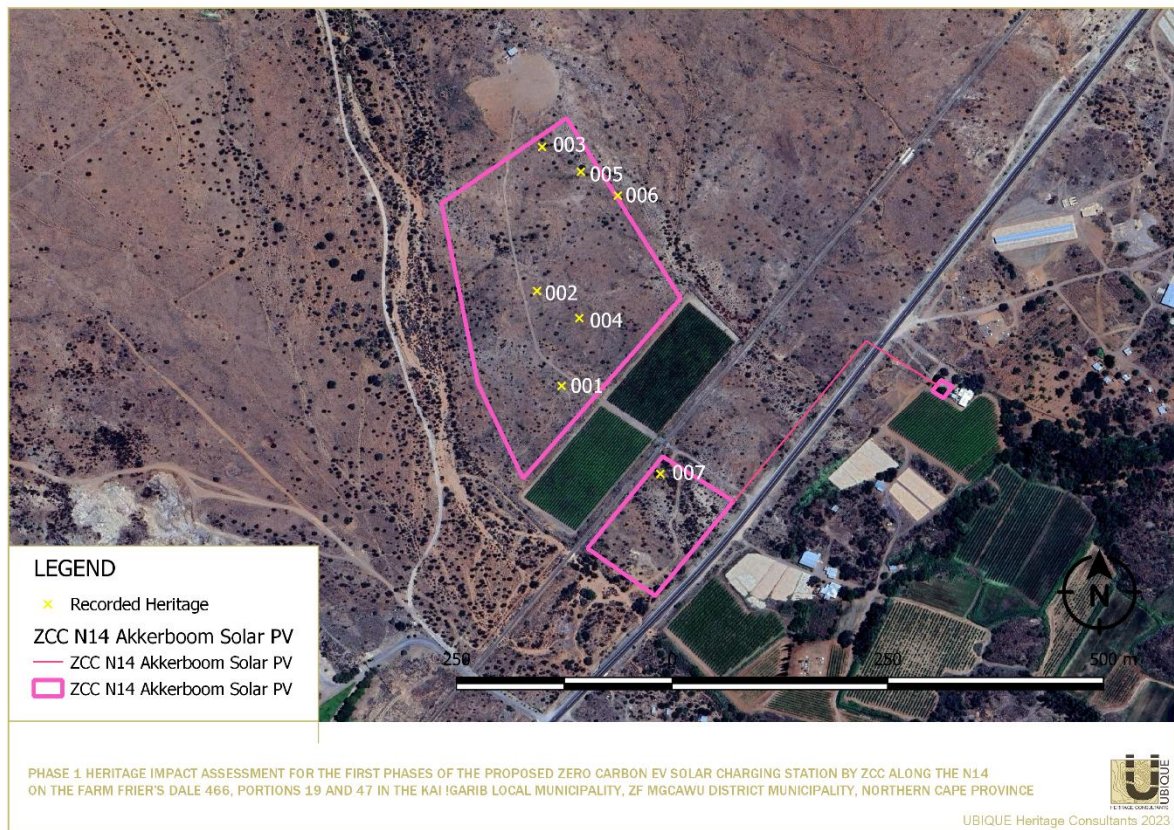 003
005
006
002
004
001
007
LEGEND
Recorded Heritage
ZCC N14 Akkerboom Solar PV
ZCC N14 Akkerboom Solar PV
ZCC N14 Akkerboom Solar PV
N
250 0 250 500 m
PHASE 1 HERITAGE IMPACT ASSESSMENT FOR THE FIRST PHASES OF THE PROPOSED ZERO CARBON EV SOLAR CHARGING STATION BY ZCC ALONG THE N14
ON THE FARM FRIER'S DALE 466, PORTIONS 19 AND 47 IN THE KAI !GARIB LOCAL MUNICIPALITY, ZF MGCAWU DISTRICT MUNICIPALITY, NORTHERN CAPE PROVINCE
UBIQUE
HERITAGE CONSULTANTS
UBIQUE Heritage Consultants 2023